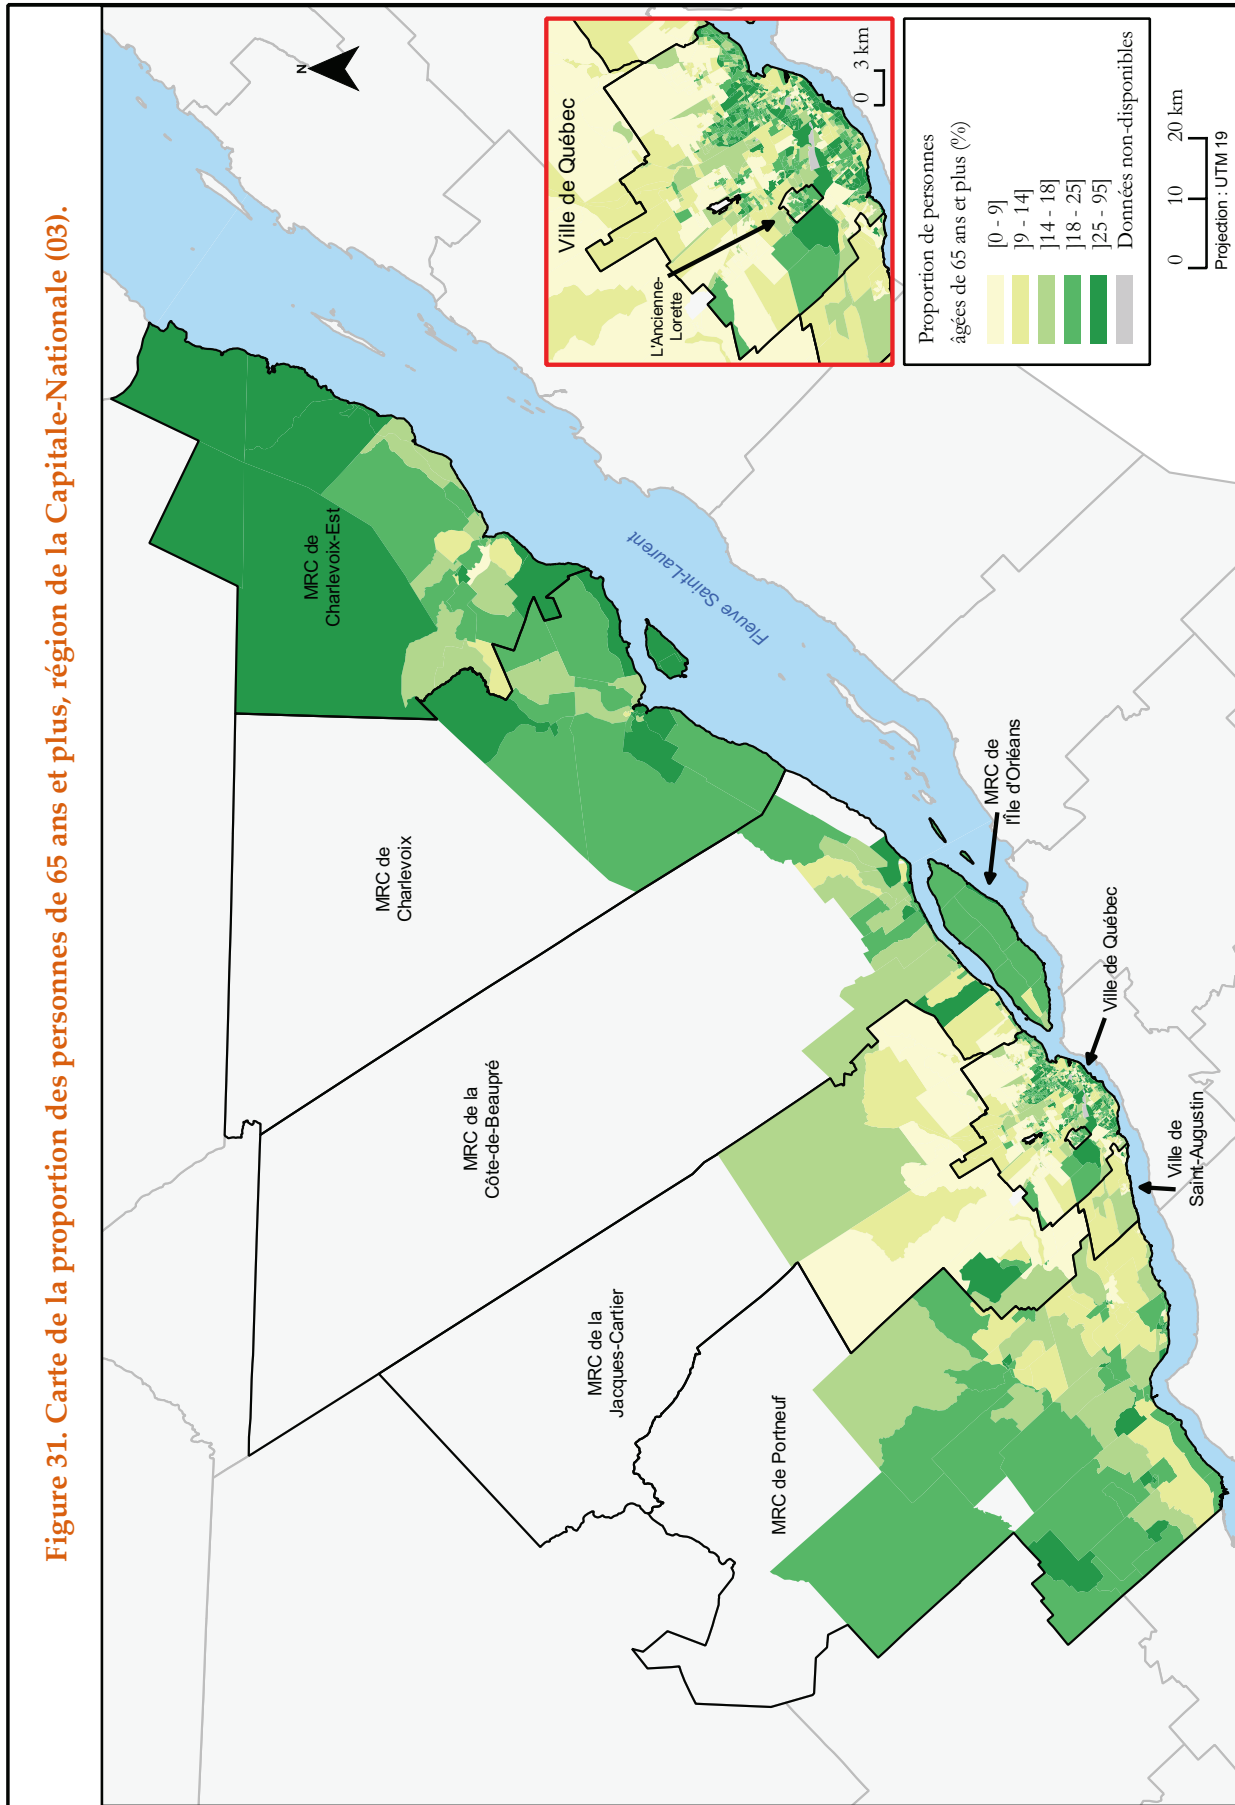 Figure 31. Carte de la proportion des personnes de 65 ans et plus, région de la Capitale-Nationale (03).
N
MRC de
Charlevoix-Est
MRC de
Charlevoix
MRC de la
Côte-de-Beaupré
MRC de la
Jacques-Cartier
MRC de Portneuf
Fleuve Saint-Laurent
MRC de
l'Île d'Orléans
Ville de Québec
Ville de
Saint-Augustin
Ville de Québec
L'Ancienne-
Lorette
0 3 km
Proportion de personnes
âgées de 65 ans et plus (%)
[0 - 9]
]9 - 14]
]14 - 18]
]18 - 25]
]25 - 95]
Données non-disponibles
0 10 20 km
Projection : UTM 19